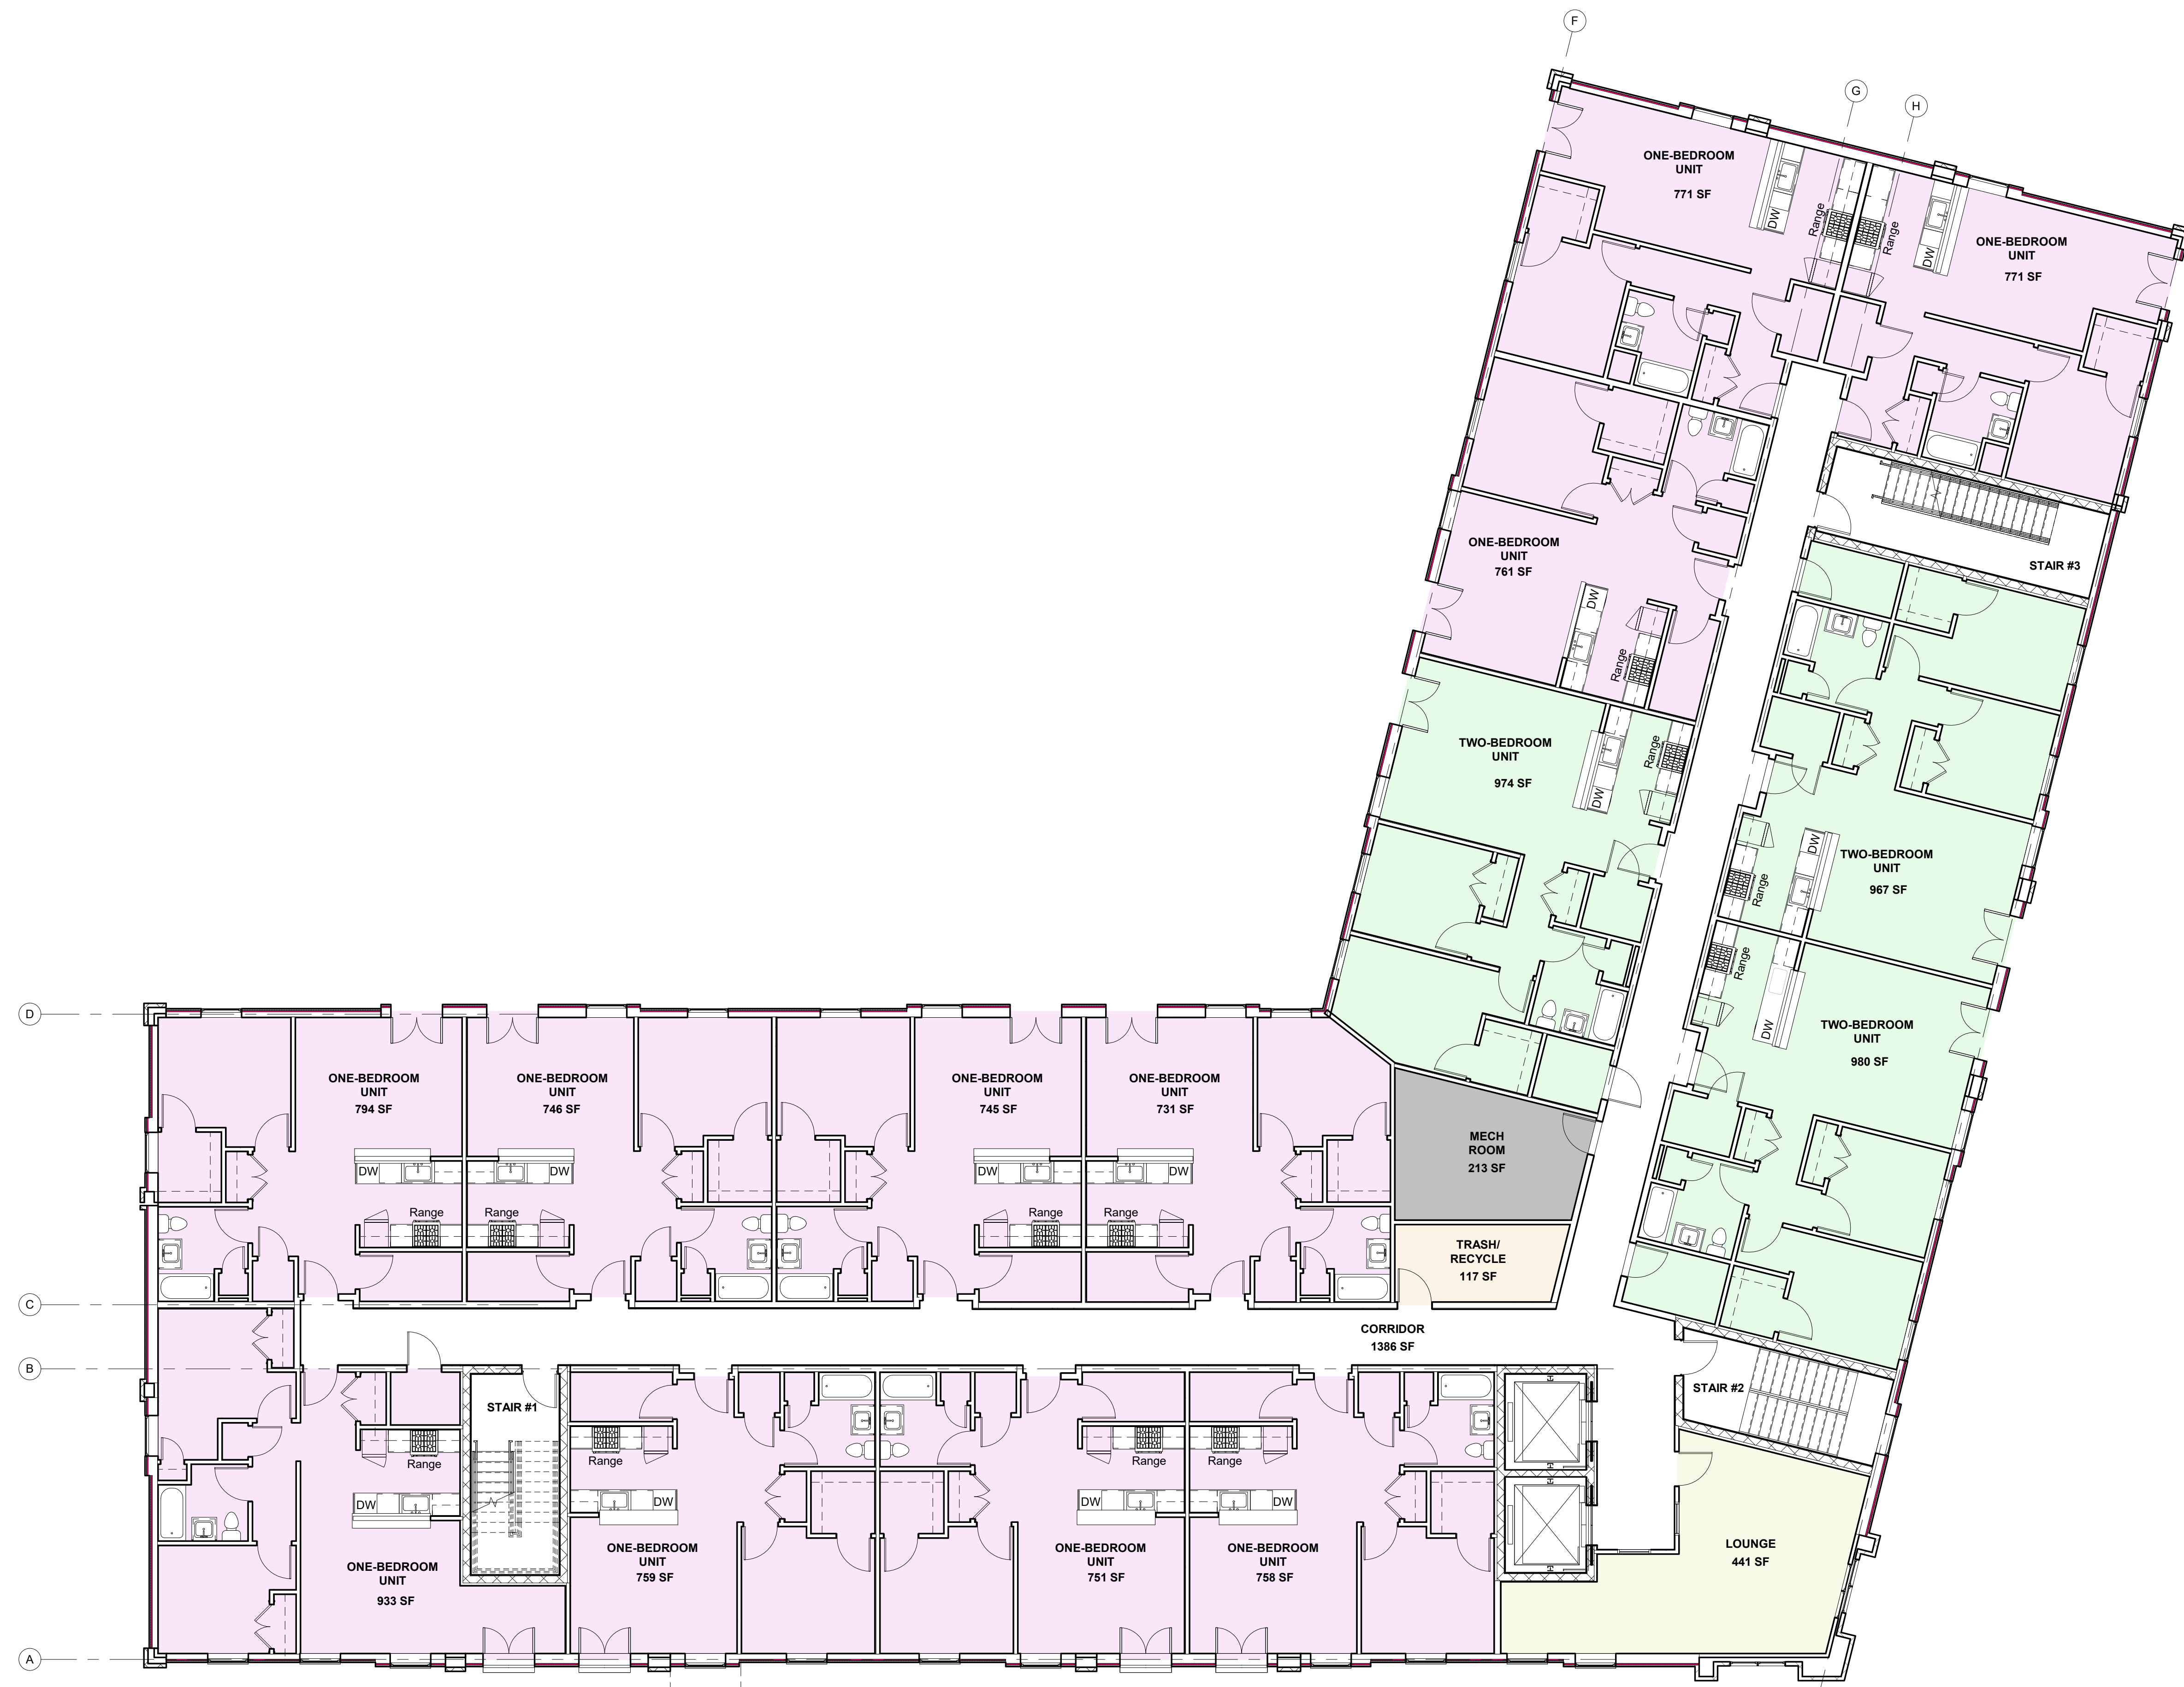 F
G
H
ONE-BEDROOM
UNIT
771 SF
DW
Range
Range
DW
ONE-BEDROOM
UNIT
771 SF
ONE-BEDROOM
UNIT
761 SF
DW
Range
STAIR #3
TWO-BEDROOM
UNIT
974 SF
DW
Range
TWO-BEDROOM
UNIT
967 SF
DW
Range
Range
DW
TWO-BEDROOM
UNIT
980 SF
D
ONE-BEDROOM
UNIT
794 SF
DW
Range
ONE-BEDROOM
UNIT
746 SF
DW
Range
ONE-BEDROOM
UNIT
745 SF
DW
Range
ONE-BEDROOM
UNIT
731 SF
DW
Range
MECH
ROOM
213 SF
TRASH/
RECYCLE
117 SF
C
CORRIDOR
1386 SF
B
STAIR #1
STAIR #2
Range
DW
ONE-BEDROOM
UNIT
933 SF
Range
DW
ONE-BEDROOM
UNIT
759 SF
Range
DW
ONE-BEDROOM
UNIT
751 SF
Range
DW
ONE-BEDROOM
UNIT
758 SF
LOUNGE
441 SF
A